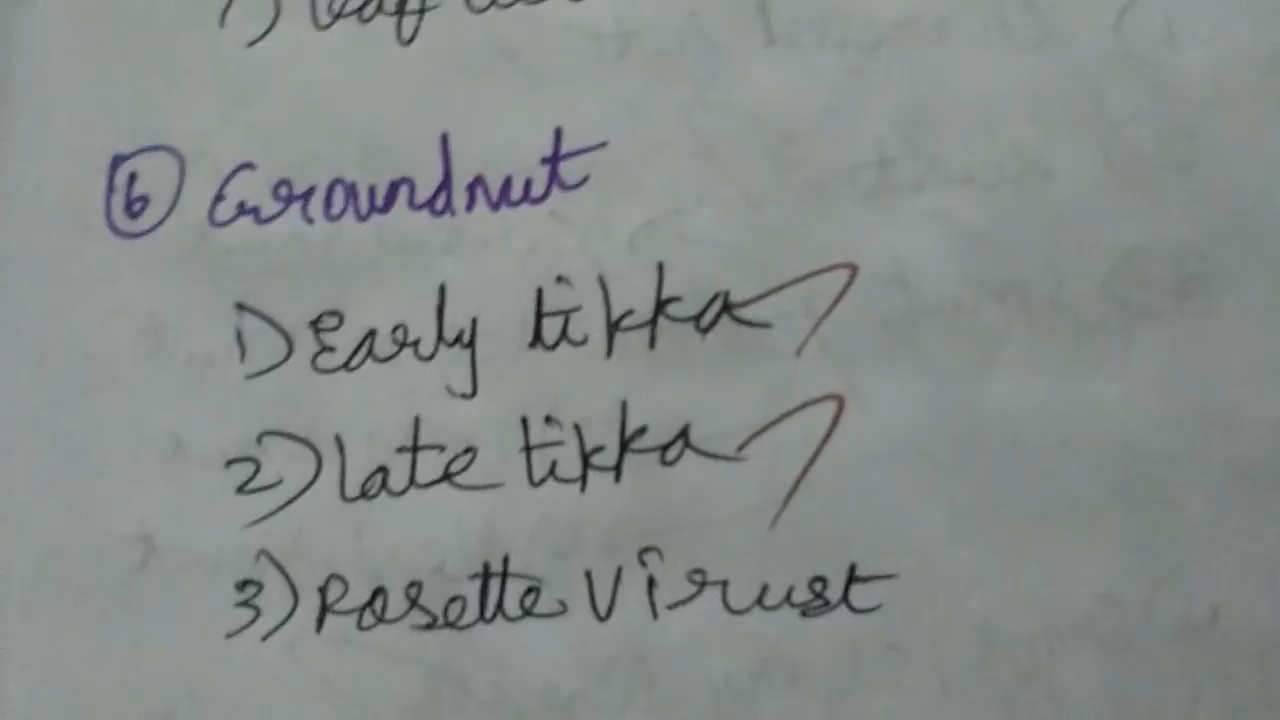 6 Groundnut
1) Early tikka
2) late tikka
3) Rosette Virust